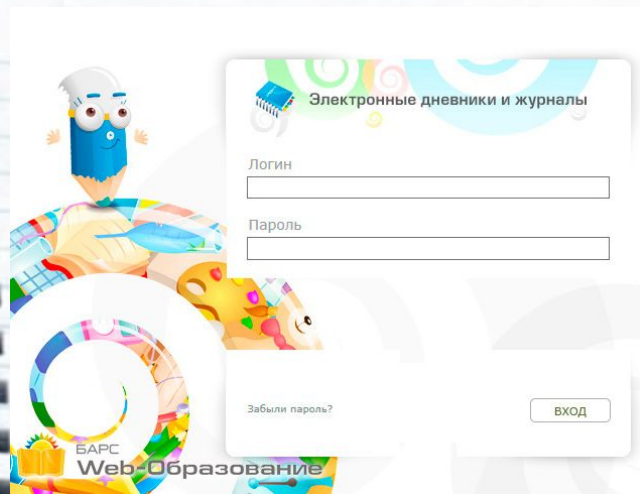 Электронные дневники и журналы
Логин
Пароль
Забыли пароль?
ВХОД
БАРС
Web-Образование